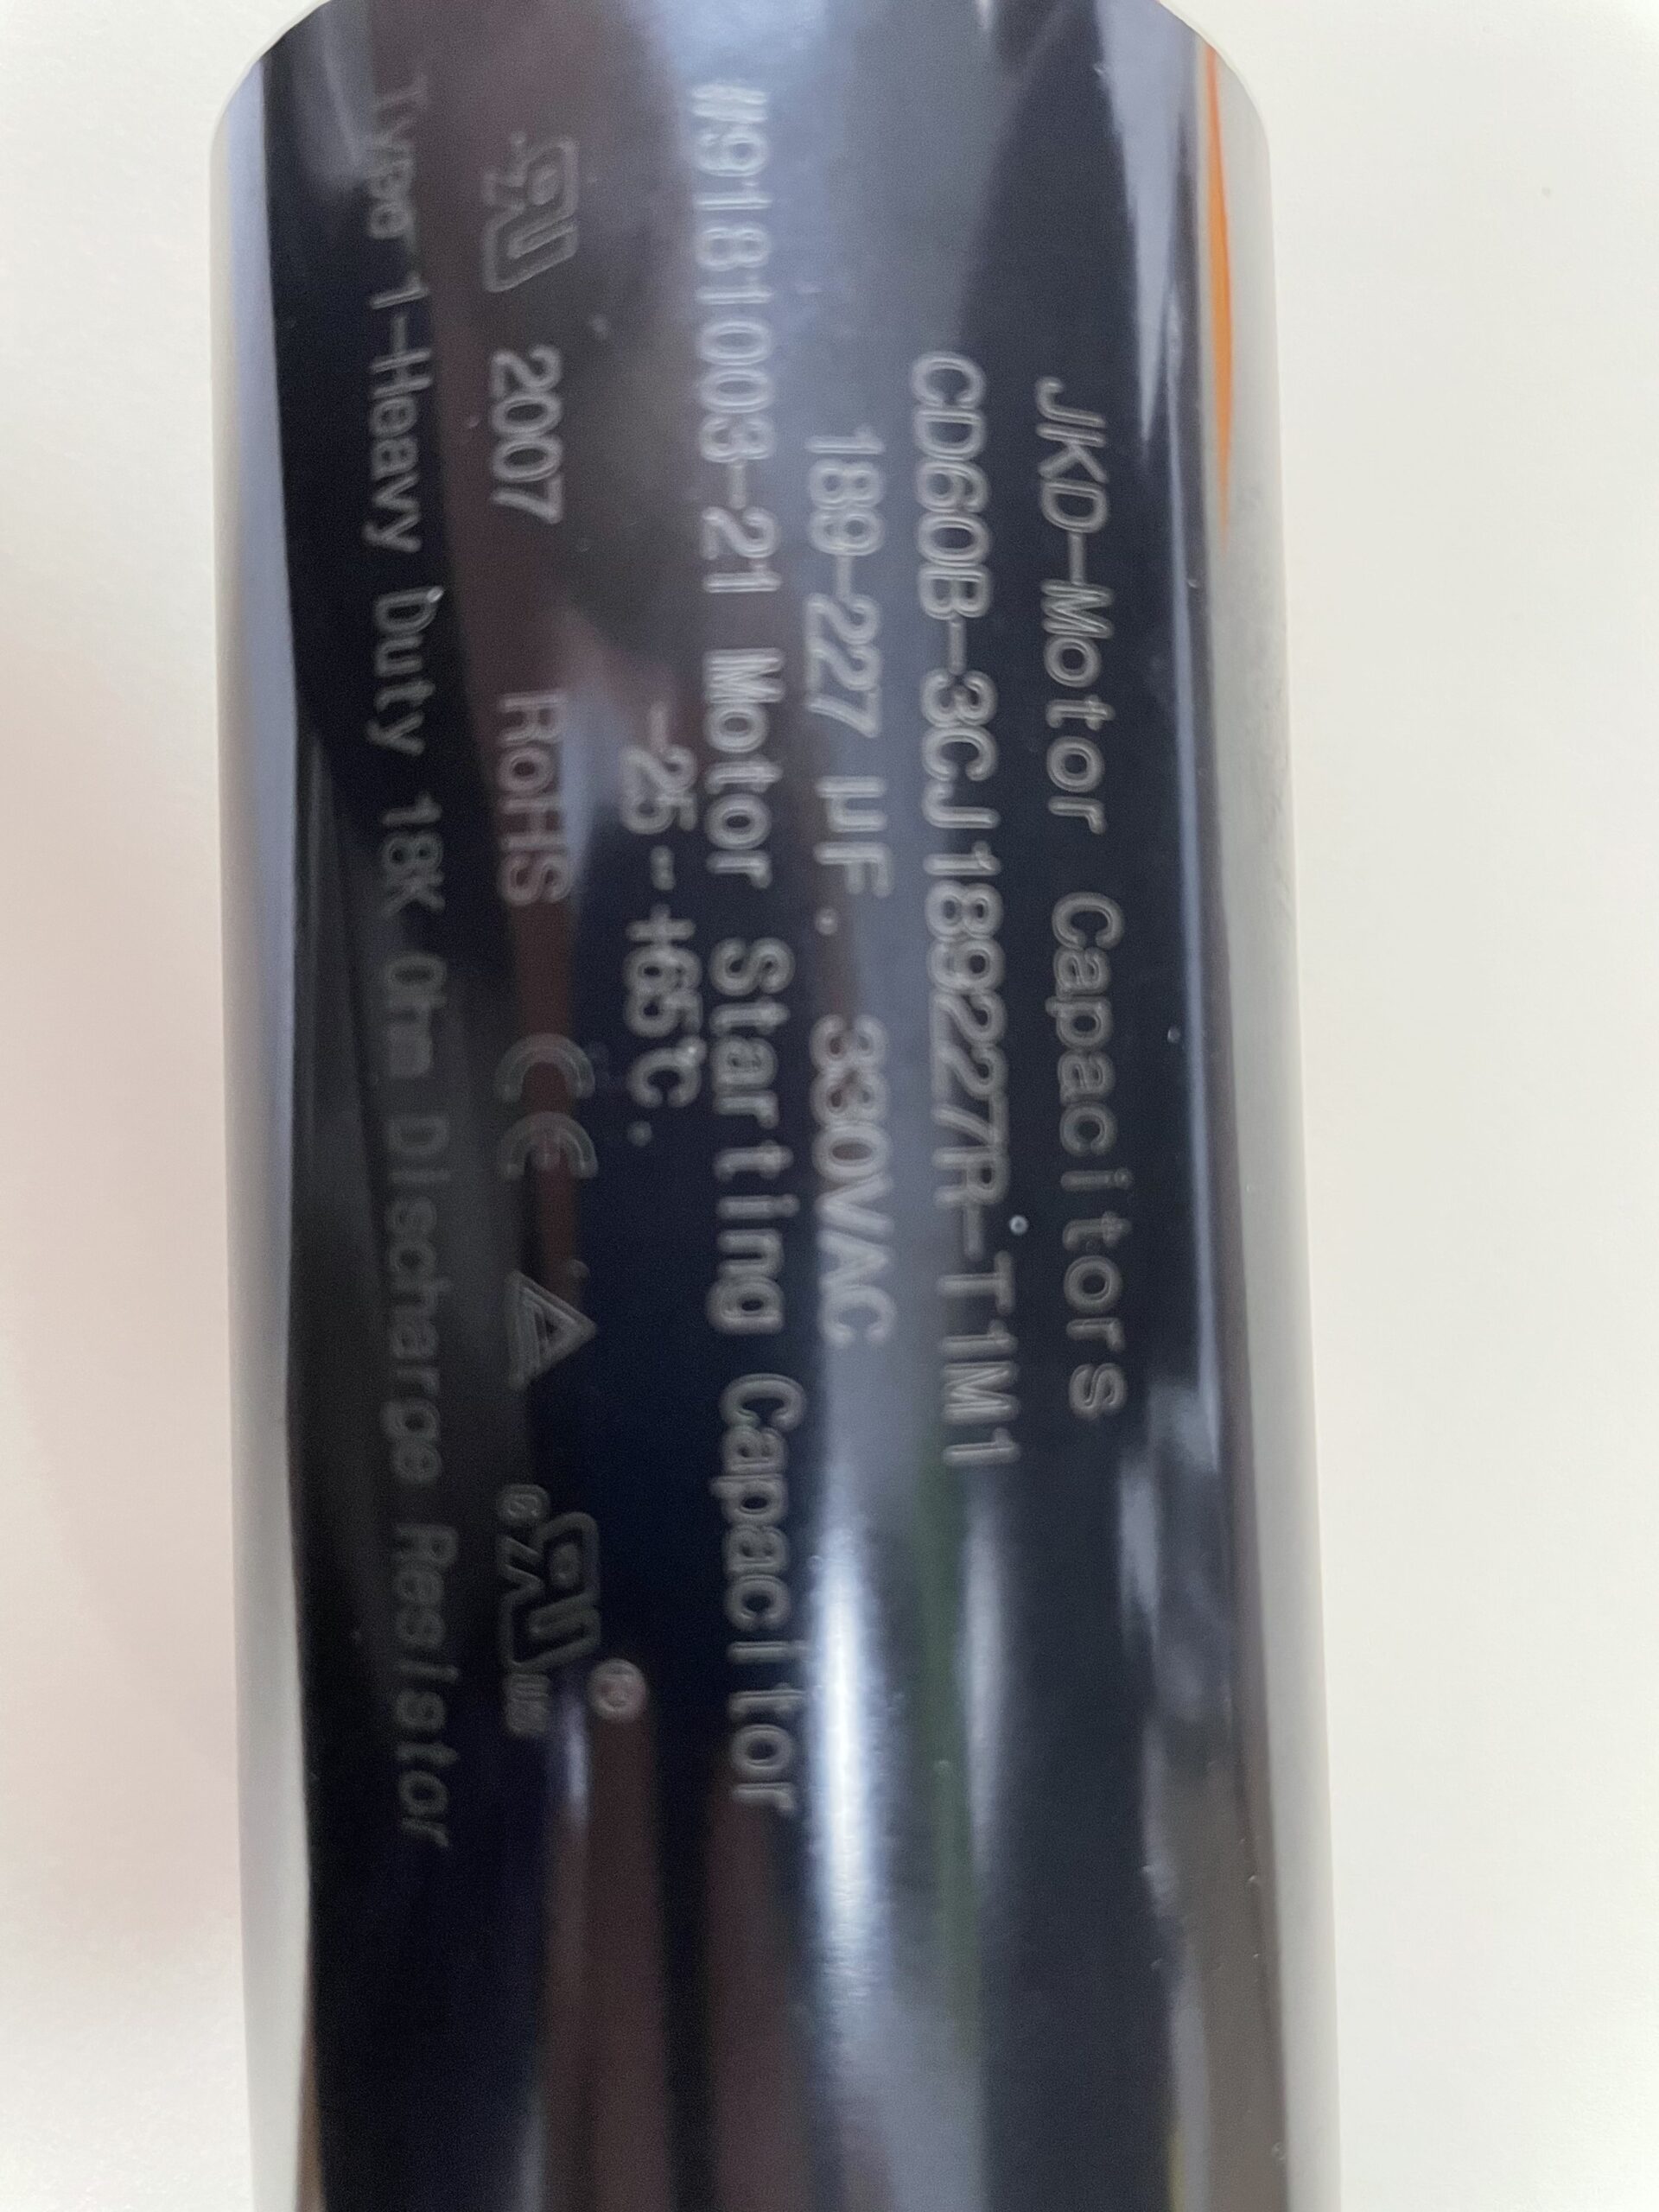 JKD-Motor Capacitors
CD60B-3CJ189227R-T1M1
189-227 µF. 330VAC
#9181003-21 Motor Starting Capacitor
-25-+65℃.
2007 RoHS CE ®
Type 1-Heavy Duty 18K Ohm Discharge Resistor